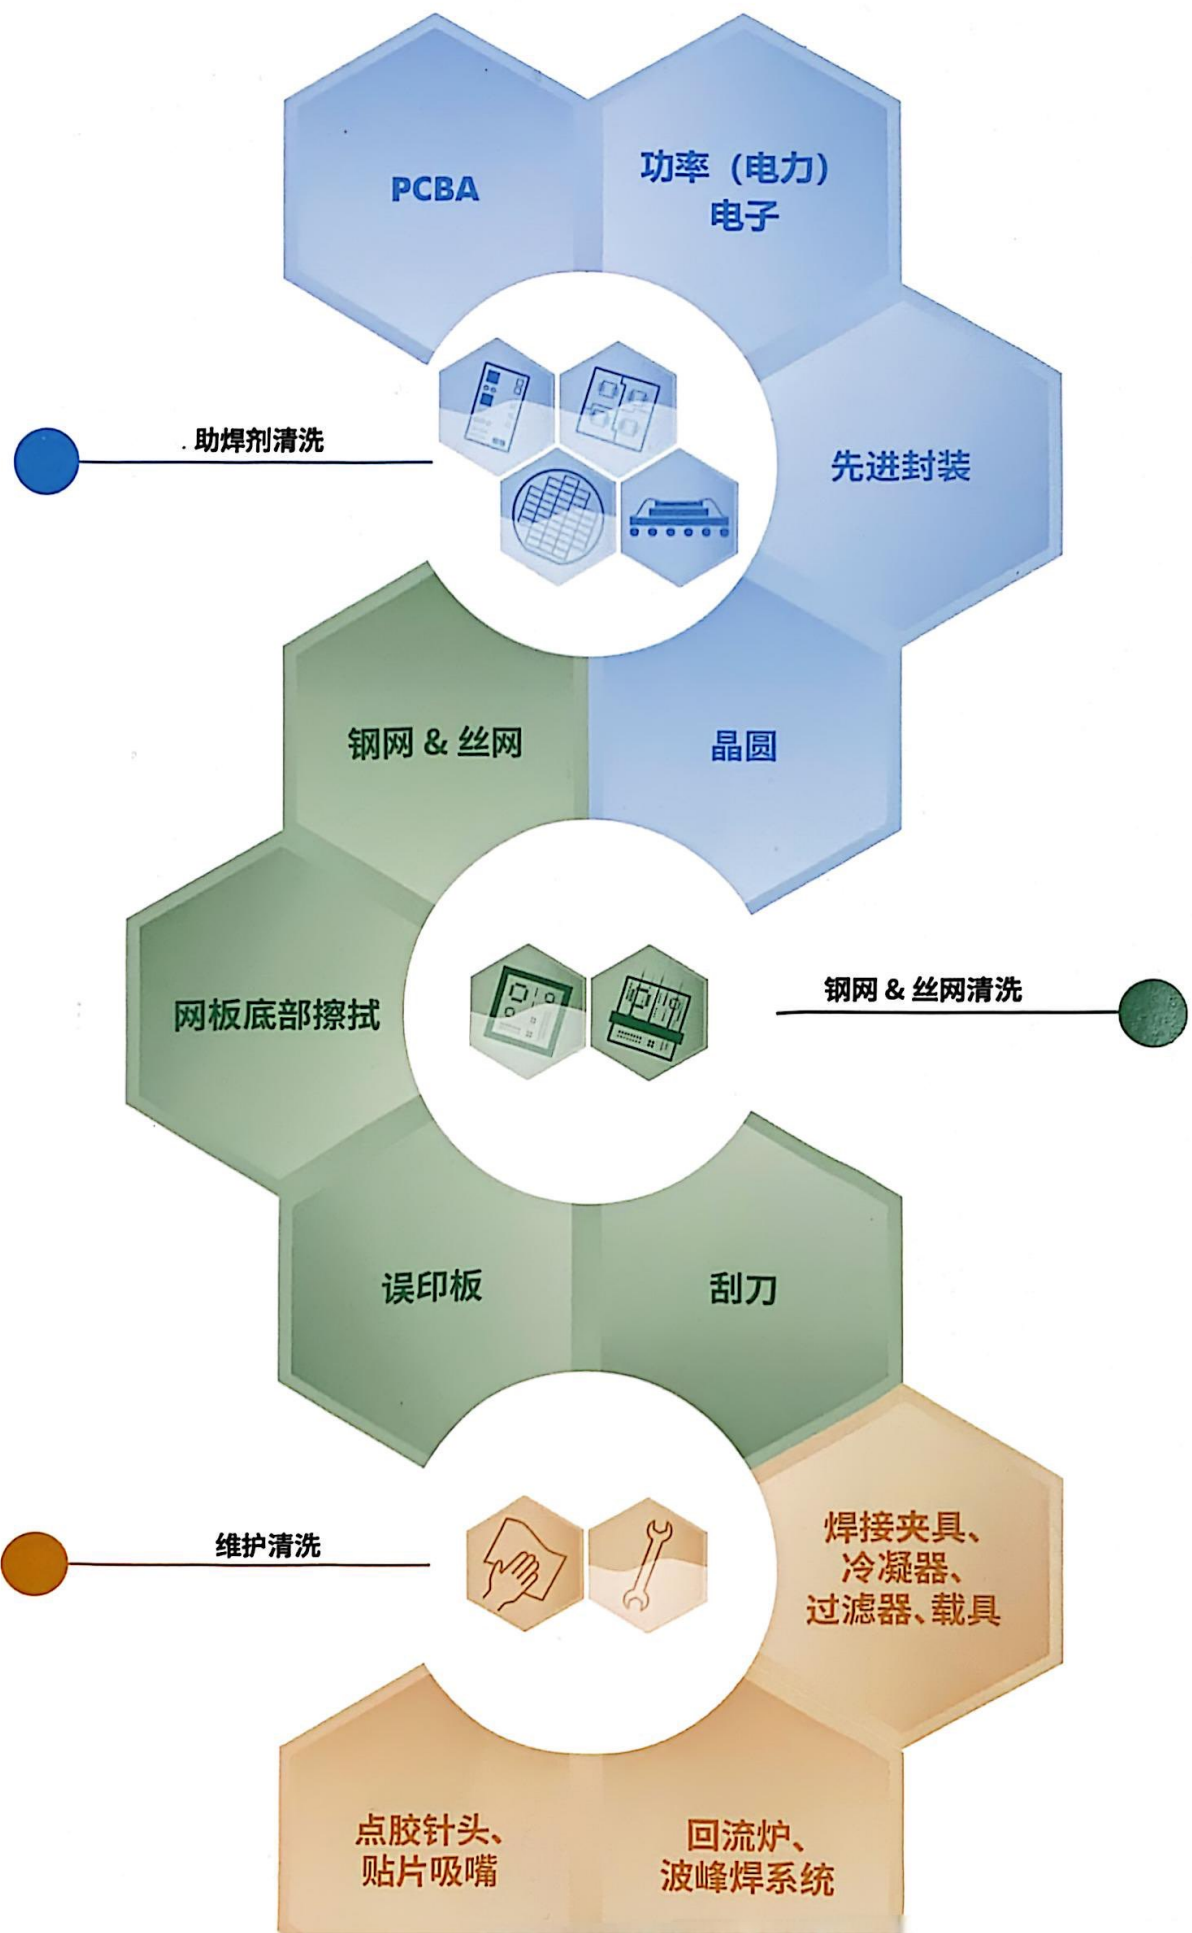 PCBA
功率（电力）
电子
助焊剂清洗
先进封装
钢网 & 丝网
晶圆
网板底部擦拭
钢网 & 丝网清洗
误印板
刮刀
维护清洗
焊接夹具、
冷凝器、
过滤器、载具
点胶针头、
贴片吸嘴
回流炉、
波峰焊系统